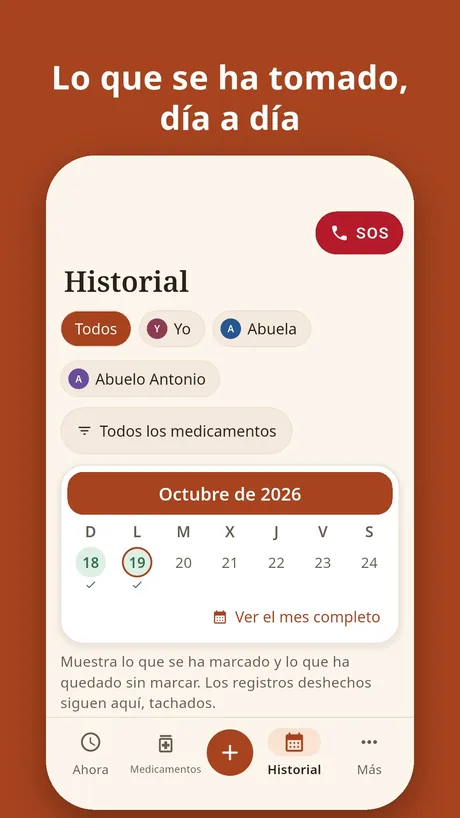 Lo que se ha tomado,
día a día
SOS
Historial
Todos
Y Yo
A Abuela
A Abuelo Antonio
Todos los medicamentos
Octubre de 2026
D L M X J V S
18 19 20 21 22 23 24
Ver el mes completo
Muestra lo que se ha marcado y lo que ha
quedado sin marcar. Los registros deshechos
siguen aquí, tachados.
Ahora Medicamentos Historial Más